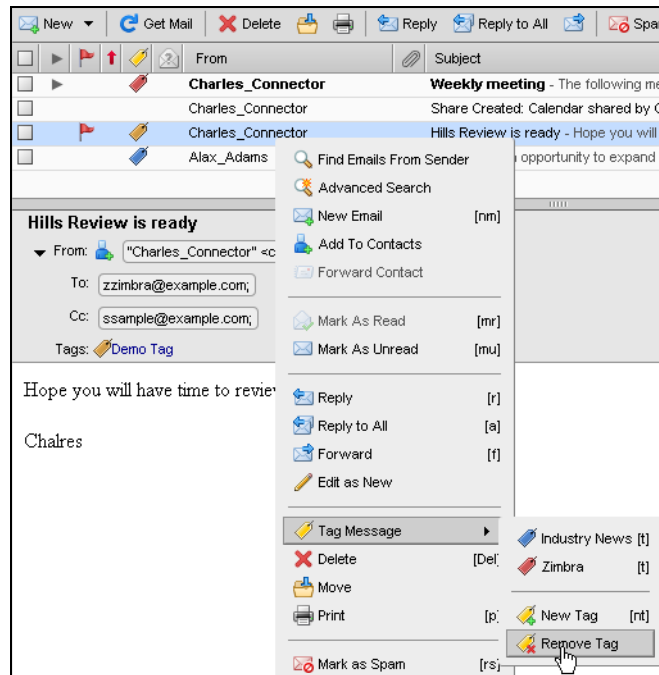 New Get Mail Delete Reply Reply to All Spa
From Subject
Charles_Connector Weekly meeting - The following me
Charles_Connector Share Created: Calendar shared by C
Charles_Connector Hills Review is ready - Hope you will
Alax_Adams opportunity to expand
Hills Review is ready
From: "Charles_Connector" <c
To: zzimbra@example.com;
Cc: ssample@example.com;
Tags: Demo Tag
Hope you will have time to review
Chalres
Find Emails From Sender
Advanced Search
New Email [nm]
Add To Contacts
Forward Contact
Mark As Read [mr]
Mark As Unread [mu]
Reply [r]
Reply to All [a]
Forward [f]
Edit as New
Tag Message
Delete [Del]
Move
Print [p]
Mark as Spam [rs]
Industry News [t]
Zimbra [t]
New Tag [nt]
Remove Tag